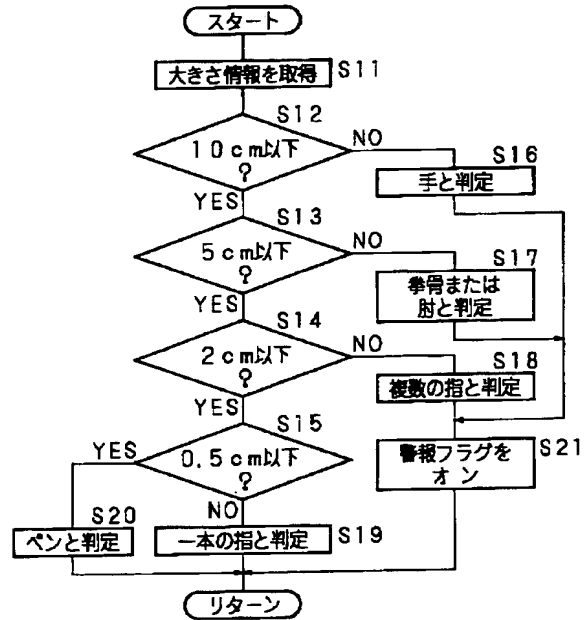 スタート
大きさ情報を取得 S11
S12
10cm以下
?
NO
YES
S16
手と判定
S13
5cm以下
?
NO
YES
S17
拳骨または
肘と判定
S14
2cm以下
?
NO
YES
S18
複数の指と判定
S15
YES
0.5cm以下
?
NO
警報フラグを
オン
S21
S20
ペンと判定
一本の指と判定 S19
リターン